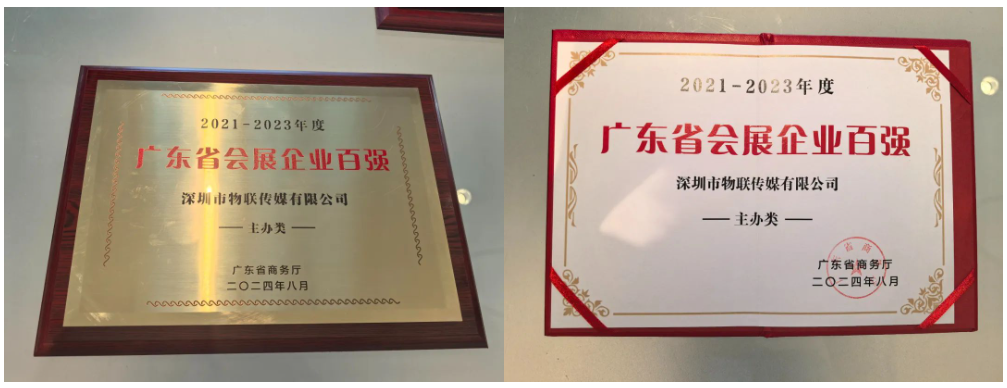 2021-2023年度
广东省会展企业百强
深圳市物联传媒有限公司
—— 主办类 ——
广东省商务厅
二〇二四年八月
2021-2023年度
广东省会展企业百强
深圳市物联传媒有限公司
—— 主办类 ——
广东省商务厅
二〇二四年八月